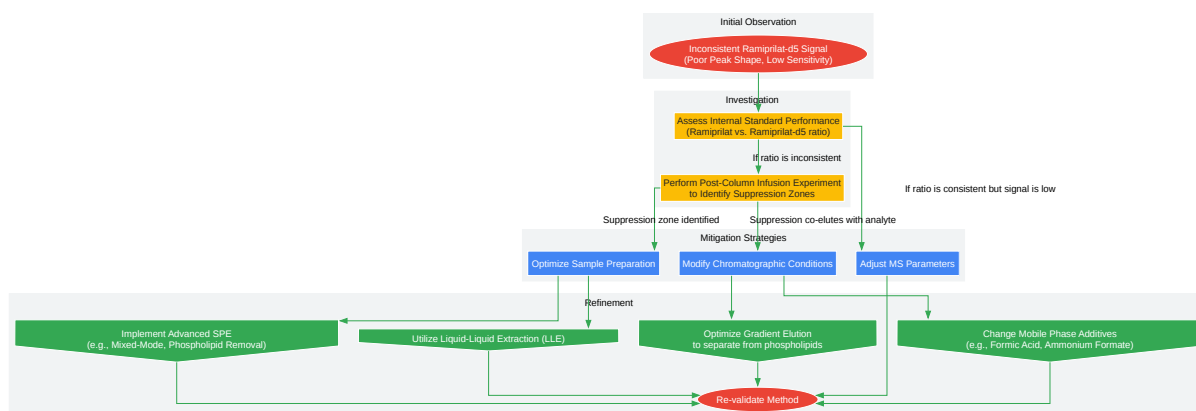 Initial Observation
Inconsistent Ramiprilat-d5 Signal
(Poor Peak Shape, Low Sensitivity)
Investigation
Assess Internal Standard Performance
(Ramiprilat vs. Ramiprilat-d5 ratio)
If ratio is inconsistent
Perform Post-Column Infusion Experiment
to Identify Suppression Zones
If ratio is consistent but signal is low
Suppression zone identified
Suppression co-elutes with analyte
Mitigation Strategies
Optimize Sample Preparation
Modify Chromatographic Conditions
Adjust MS Parameters
Refinement
Implement Advanced SPE
(e.g., Mixed-Mode, Phospholipid Removal)
Utilize Liquid-Liquid Extraction (LLE)
Optimize Gradient Elution
to separate from phospholipids
Change Mobile Phase Additives
(e.g., Formic Acid, Ammonium Formate)
Re-validate Method